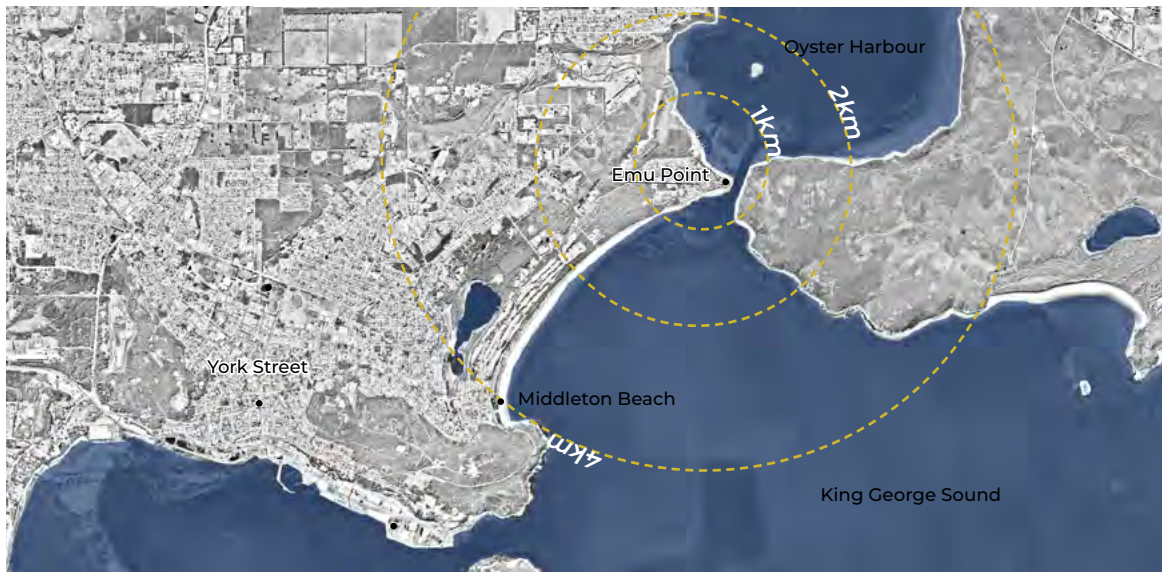 Oyster Harbour
2km
1km
Emu Point
York Street
Middleton Beach
4km
King George Sound